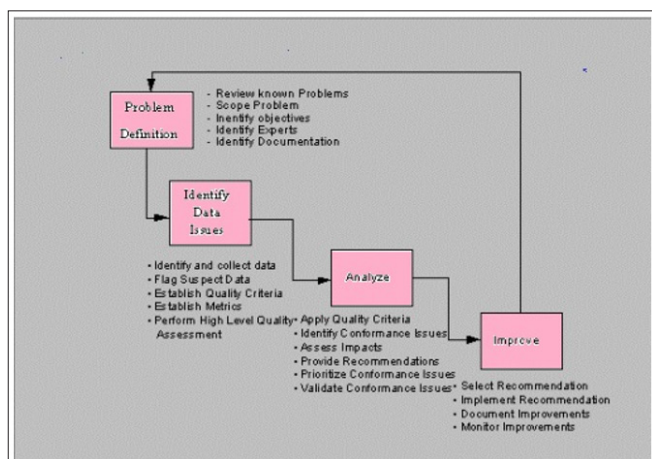 Problem
Definition
- Review known Problems
- Scope Problem
- Inentify objectives
- Identify Experts
- Identify Documentation
Identify
Data
Issues
• Identify and collect data
• Flag Suspect Data
• Establish Quality Criteria
• Establish Metrics
• Perform High Level Quality
Assessment
Analyze
• Apply Quality Criteria
• Identify Conformance Issues
• Assess Impacts
• Provide Recommendations
• Prioritize Conformance Issues
• Validate Conformance Issues
Improve
• Select Recommendation
• Implement Recommendation
• Document Improvements
• Monitor Improvements